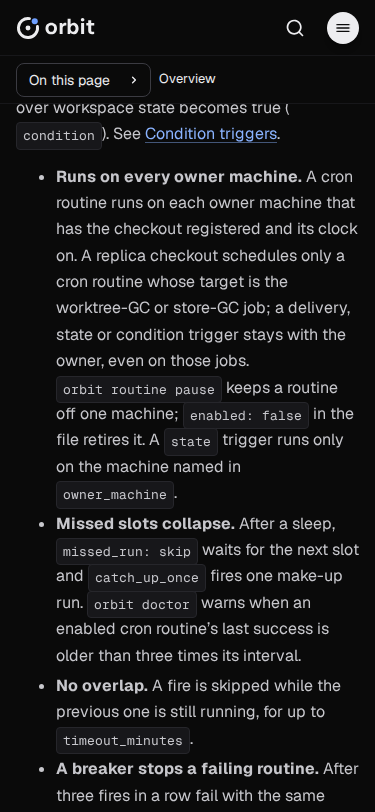 orbit
On this page
Overview
over workspace state becomes true (
condition). See Condition triggers.
• Runs on every owner machine. A cron
routine runs on each owner machine that
has the checkout registered and its clock
on. A replica checkout schedules only a
cron routine whose target is the
worktree-GC or store-GC job; a delivery,
state or condition trigger stays with the
owner, even on those jobs.
orbit routine pause keeps a routine
off one machine; enabled: false in the
file retires it. A state trigger runs only
on the machine named in
owner_machine.
• Missed slots collapse. After a sleep,
missed_run: skip waits for the next slot
and catch_up_once fires one make-up
run. orbit doctor warns when an
enabled cron routine’s last success is
older than three times its interval.
• No overlap. A fire is skipped while the
previous one is still running, for up to
timeout_minutes.
• A breaker stops a failing routine. After
three fires in a row fail with the same